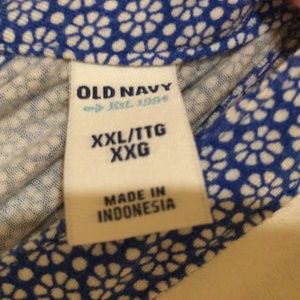 OLD NAVY
Est. 1994
XXL/TTG
XXG
MADE IN
INDONESIA